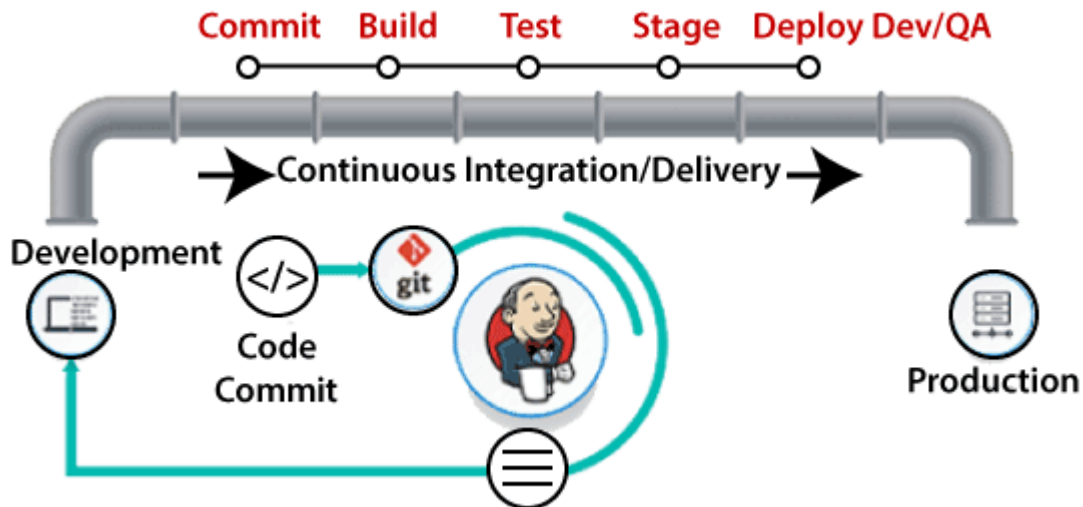 Commit Build Test Stage Deploy Dev/QA
Continuous Integration/Delivery
Development
</>
git
Code
Commit
Production